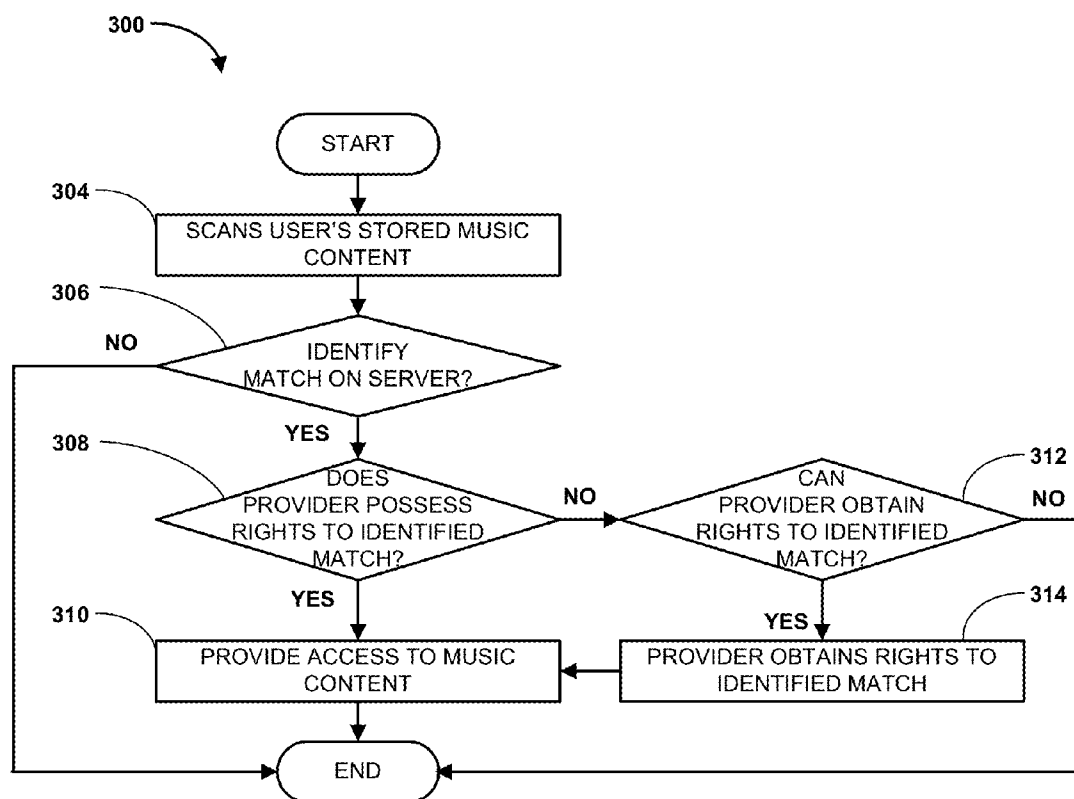 300
START
304
SCANS USER'S STORED MUSIC
CONTENT
306
NO
IDENTIFY
MATCH ON SERVER?
YES
308
DOES
PROVIDER POSSESS
RIGHTS TO IDENTIFIED
MATCH?
NO
312
CAN
PROVIDER OBTAIN
RIGHTS TO IDENTIFIED
MATCH?
NO
YES
310
PROVIDE ACCESS TO MUSIC
CONTENT
YES
314
PROVIDER OBTAINS RIGHTS TO
IDENTIFIED MATCH
END